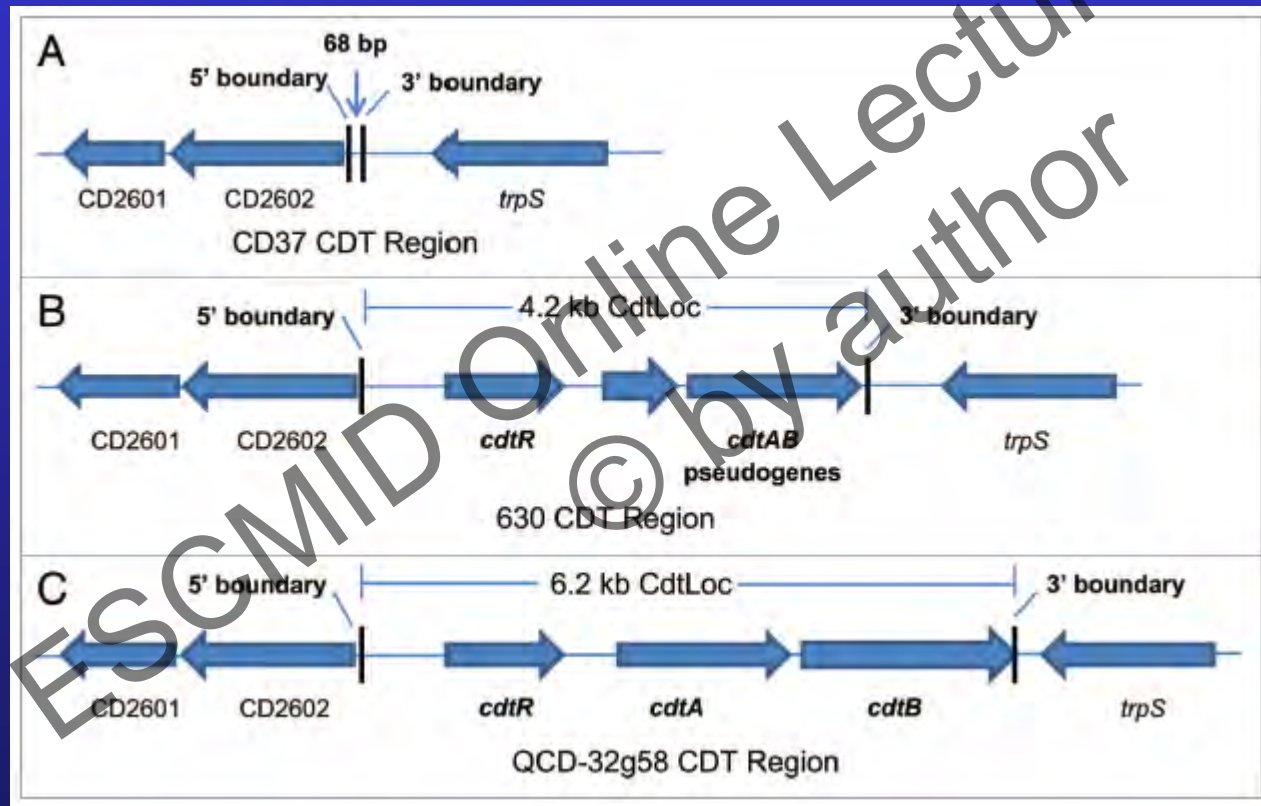 A
68 bp
5' boundary
3' boundary
CD2601
CD2602
trpS
CD37 CDT Region
B
5' boundary
4.2 kb CdtLoc
3' boundary
CD2601
CD2602
cdtR
cdtAB
pseudogenes
trpS
630 CDT Region
C
5' boundary
6.2 kb CdtLoc
3' boundary
CD2601
CD2602
cdtR
cdtA
cdtB
trpS
QCD-32g58 CDT Region
ESCMID Online Lectur
© by author